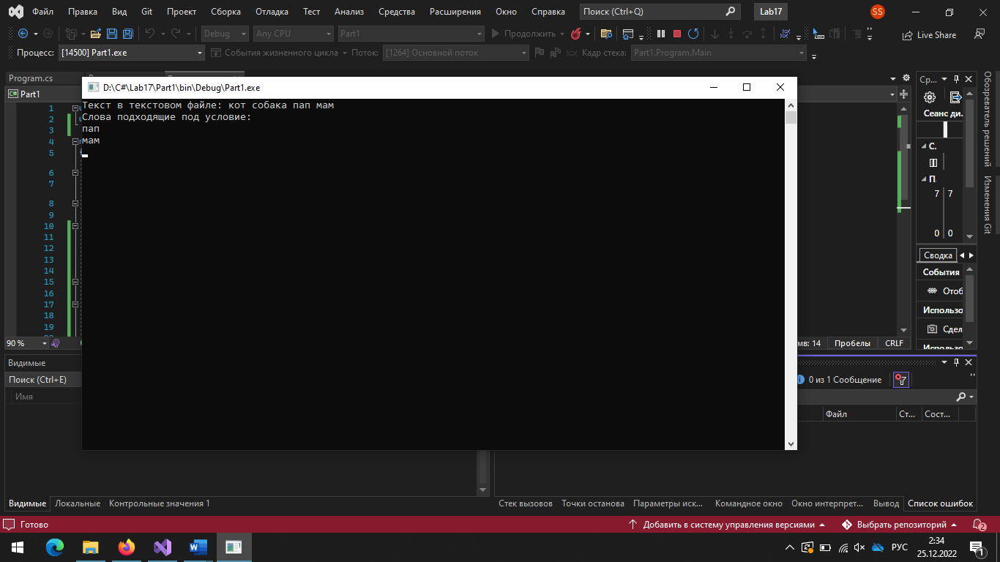 Файл Правка Вид Git Проект Сборка Отладка Тест Анализ Средства Расширения Окно Справка Поиск (Ctrl+Q) Lab17 SS
Debug Any CPU Part1 Продолжить Live Share
Процесс: [14500] Part1.exe События жизненного цикла Поток: [1264] Основной поток Кадр стека: Part1.Program.Main
Program.cs
C# Part1
D:\C#\Lab17\Part1\bin\Debug\Part1.exe
Текст в текстовом файле: кот собака пап мам
Слова подходящие под условие:
пап
мам
1
2
3
4
5
6
7
8
9
10
11
12
13
14
15
16
17
18
19
90 %
мв: 14 Пробелы CRLF
Ср...
Сеанс ди...
С.
П.
7 7
0 0
Сводка
События
Отоб
Использо
Сдел
Обозреватель решений
Изменения Git
Видимые
Поиск (Ctrl+E)
Имя
0 из 1 Сообщение
Файл Ст... Сост...
Видимые Локальные Контрольные значения 1
Стек вызовов Точки останова Параметры иск... Командное окно Окно интерпрет... Вывод Список ошибок
Готово Добавить в систему управления версиями Выбрать репозиторий 2
РУС 2:34 1
25.12.2022